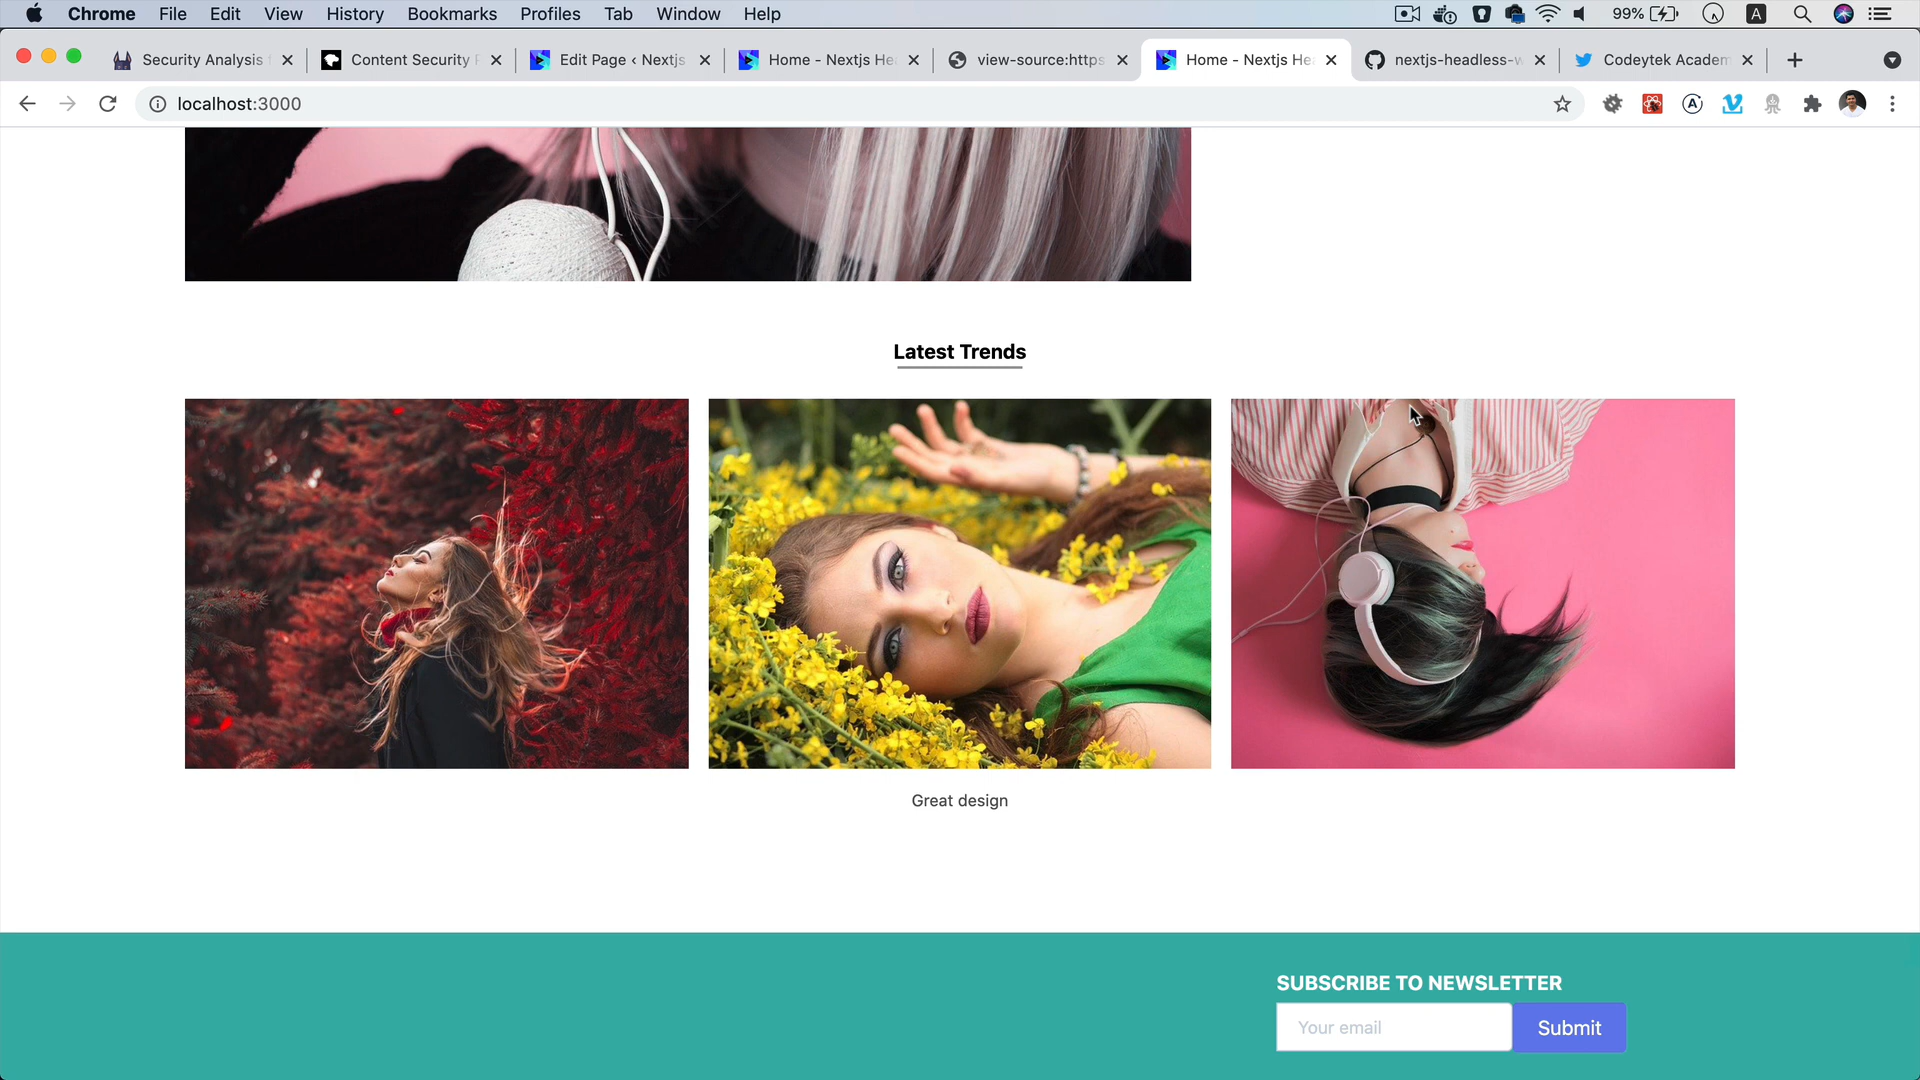 Chrome File Edit View History Bookmarks Profiles Tab Window Help 99% A
Security Analysis Content Security Edit Page ‹ Nextjs Home - Nextjs He view-source:https Home - Nextjs He nextjs-headless-w Codeytek Academ
localhost:3000
Latest Trends
Great design
SUBSCRIBE TO NEWSLETTER
Your email Submit